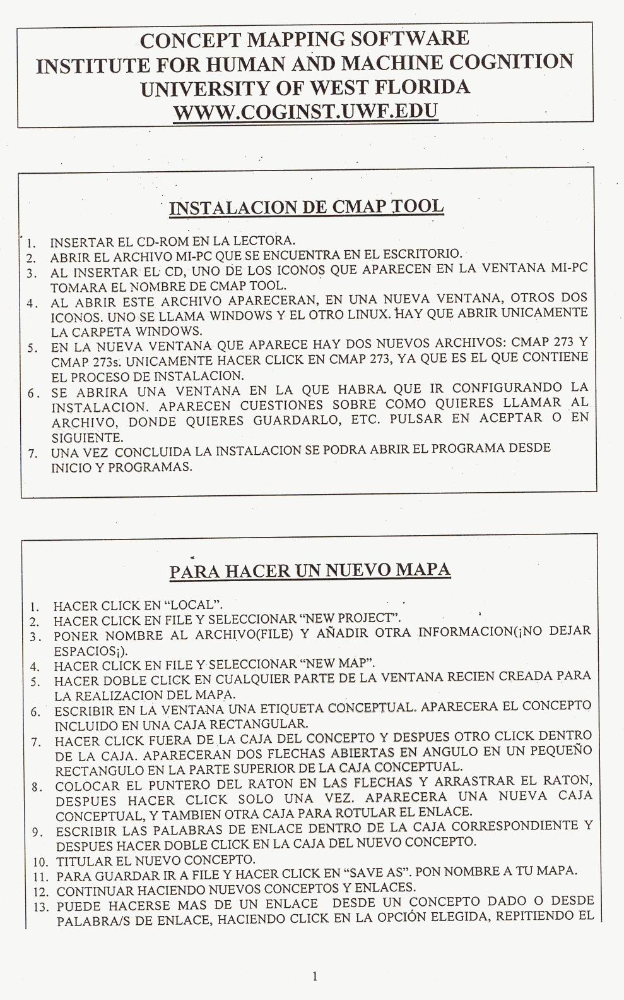 CONCEPT MAPPING SOFTWARE
INSTITUTE FOR HUMAN AND MACHINE COGNITION
UNIVERSITY OF WEST FLORIDA
WWW.COGINST.UWF.EDU
INSTALACION DE CMAP TOOL
1. INSERTAR EL CD-ROM EN LA LECTORA.
2. ABRIR EL ARCHIVO MI-PC QUE SE ENCUENTRA EN EL ESCRITORIO.
3. AL INSERTAR EL CD, UNO DE LOS ICONOS QUE APARECEN EN LA VENTANA MI-PC
TOMARA EL NOMBRE DE CMAP TOOL.
4. AL ABRIR ESTE ARCHIVO APARECERAN, EN UNA NUEVA VENTANA, OTROS DOS
ICONOS. UNO SE LLAMA WINDOWS Y EL OTRO LINUX. HAY QUE ABRIR UNICAMENTE
LA CARPETA WINDOWS.
5. EN LA NUEVA VENTANA QUE APARECE HAY DOS NUEVOS ARCHIVOS: CMAP 273 Y
CMAP 273s. UNICAMENTE HACER CLICK EN CMAP 273, YA QUE ES EL QUE CONTIENE
EL PROCESO DE INSTALACION.
6. SE ABRIRA UNA VENTANA EN LA QUE HABRA QUE IR CONFIGURANDO LA
INSTALACION. APARECEN CUESTIONES SOBRE COMO QUIERES LLAMAR AL
ARCHIVO, DONDE QUIERES GUARDARLO, ETC. PULSAR EN ACEPTAR O EN
SIGUIENTE.
7. UNA VEZ CONCLUIDA LA INSTALACION SE PODRA ABRIR EL PROGRAMA DESDE
INICIO Y PROGRAMAS.
PARA HACER UN NUEVO MAPA
1. HACER CLICK EN “LOCAL”.
2. HACER CLICK EN FILE Y SELECCIONAR “NEW PROJECT”.
3. PONER NOMBRE AL ARCHIVO(FILE) Y AÑADIR OTRA INFORMACION(¡NO DEJAR
ESPACIOS¡).
4. HACER CLICK EN FILE Y SELECCIONAR “NEW MAP”.
5. HACER DOBLE CLICK EN CUALQUIER PARTE DE LA VENTANA RECIEN CREADA PARA
LA REALIZACION DEL MAPA.
6. ESCRIBIR EN LA VENTANA UNA ETIQUETA CONCEPTUAL. APARECERA EL CONCEPTO
INCLUIDO EN UNA CAJA RECTANGULAR.
7. HACER CLICK FUERA DE LA CAJA DEL CONCEPTO Y DESPUES OTRO CLICK DENTRO
DE LA CAJA. APARECERAN DOS FLECHAS ABIERTAS EN ANGULO EN UN PEQUEÑO
RECTANGULO EN LA PARTE SUPERIOR DE LA CAJA CONCEPTUAL.
8. COLOCAR EL PUNTERO DEL RATON EN LAS FLECHAS Y ARRASTRAR EL RATON,
DESPUES HACER CLICK SOLO UNA VEZ. APARECERA UNA NUEVA CAJA
CONCEPTUAL, Y TAMBIEN OTRA CAJA PARA ROTULAR EL ENLACE.
9. ESCRIBIR LAS PALABRAS DE ENLACE DENTRO DE LA CAJA CORRESPONDIENTE Y
DESPUES HACER DOBLE CLICK EN LA CAJA DEL NUEVO CONCEPTO.
10. TITULAR EL NUEVO CONCEPTO.
11. PARA GUARDAR IR A FILE Y HACER CLICK EN “SAVE AS”. PON NOMBRE A TU MAPA.
12. CONTINUAR HACIENDO NUEVOS CONCEPTOS Y ENLACES.
13. PUEDE HACERSE MAS DE UN ENLACE DESDE UN CONCEPTO DADO O DESDE
PALABRA/S DE ENLACE, HACIENDO CLICK EN LA OPCIÓN ELEGIDA, REPITIENDO EL
1